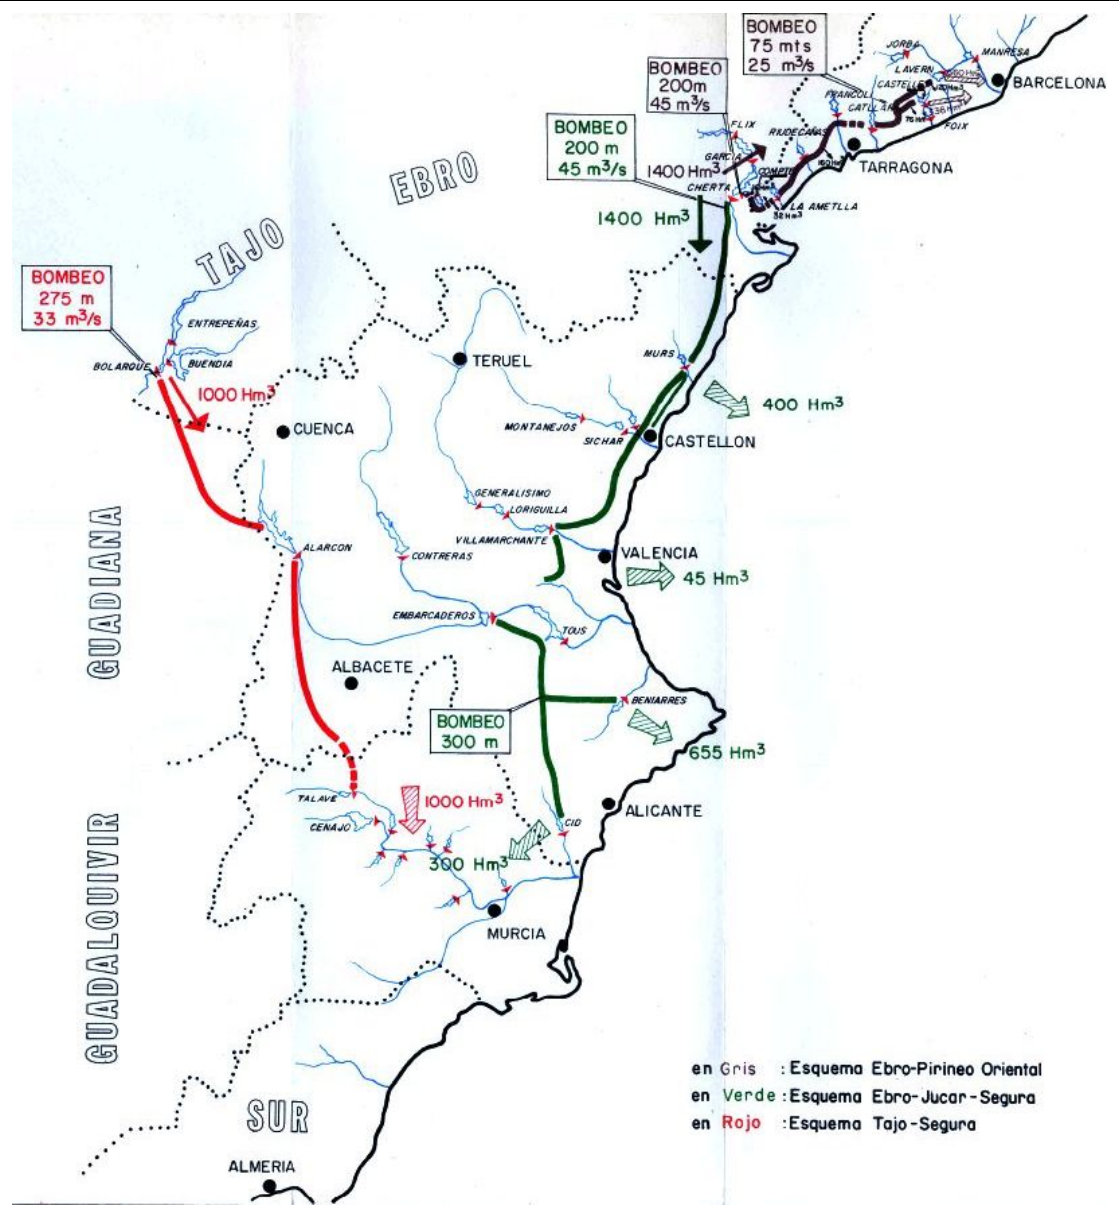 BOMBEO
75 mts
25 m³/s
JORBA
MANRESA
LAVERN
BARCELONA
FRANCOLI
CATLLAR
FOIX
BOMBEO
200m
45 m³/s
FLIX
RIUDECAÑAS
GARCIA
1400 Hm³
TARRAGONA
CHERTA
LA AMETLLA
32 Hm³
BOMBEO
200 m
45 m³/s
1400 Hm³
EBRO
TAJO
BOMBEO
275 m
33 m³/s
ENTREPEÑAS
BUENDIA
BOLARQUE
1000 Hm³
TERUEL
MURS
400 Hm³
CUENCA
MONTANEJOS
SICHAR
CASTELLON
GENERALISIMO
LORIGUILLA
VILLAMARCHANTE
VALENCIA
45 Hm³
ALARCON
CONTRERAS
GUADIANA
EMBARCADEROS
TOUS
ALBACETE
BENIARRES
BOMBEO
300 m
655 Hm³
TALAVE
CENAJO
1000 Hm³
CID
ALICANTE
300 Hm³
GUADALQUIVIR
MURCIA
en Gris : Esquema Ebro-Pirineo Oriental
en Verde : Esquema Ebro-Jucar-Segura
en Rojo : Esquema Tajo-Segura
SUR
ALMERIA